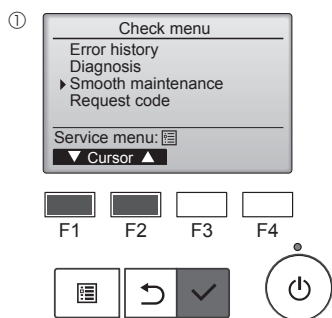 ①
Check menu
Error history
Diagnosis
Smooth maintenance
Request code
Service menu:
▼ Cursor ▲
F1 F2 F3 F4